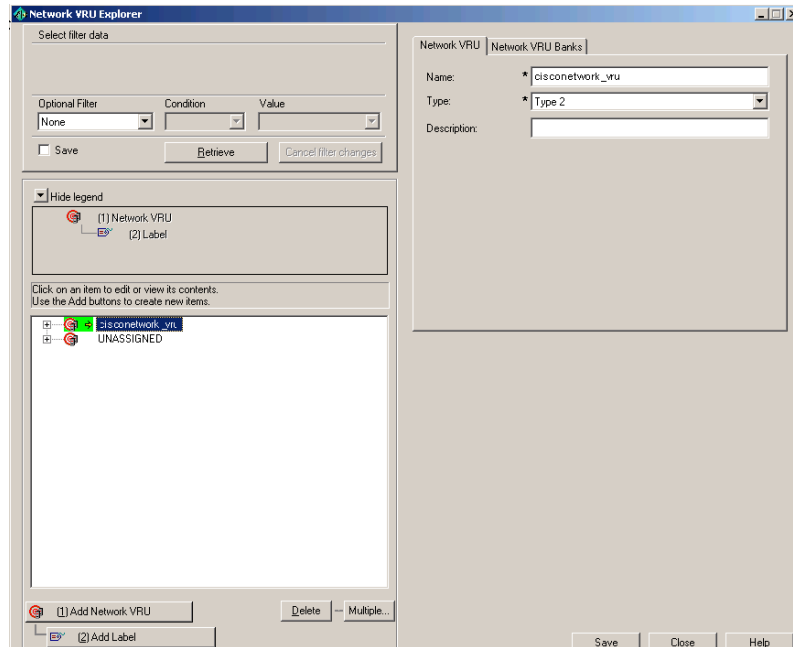 Network VRU Explorer
Select filter data
Optional Filter Condition Value
None
Save Retrieve Cancel filter changes
Hide legend
(1) Network VRU
(2) Label
Click on an item to edit or view its contents.
Use the Add buttons to create new items.
cisconetwork_vru
UNASSIGNED
(1) Add Network VRU Delete Multiple...
(2) Add Label
Network VRU Network VRU Banks
Name: * cisconetwork_vru
Type: * Type 2
Description:
Save Close Help